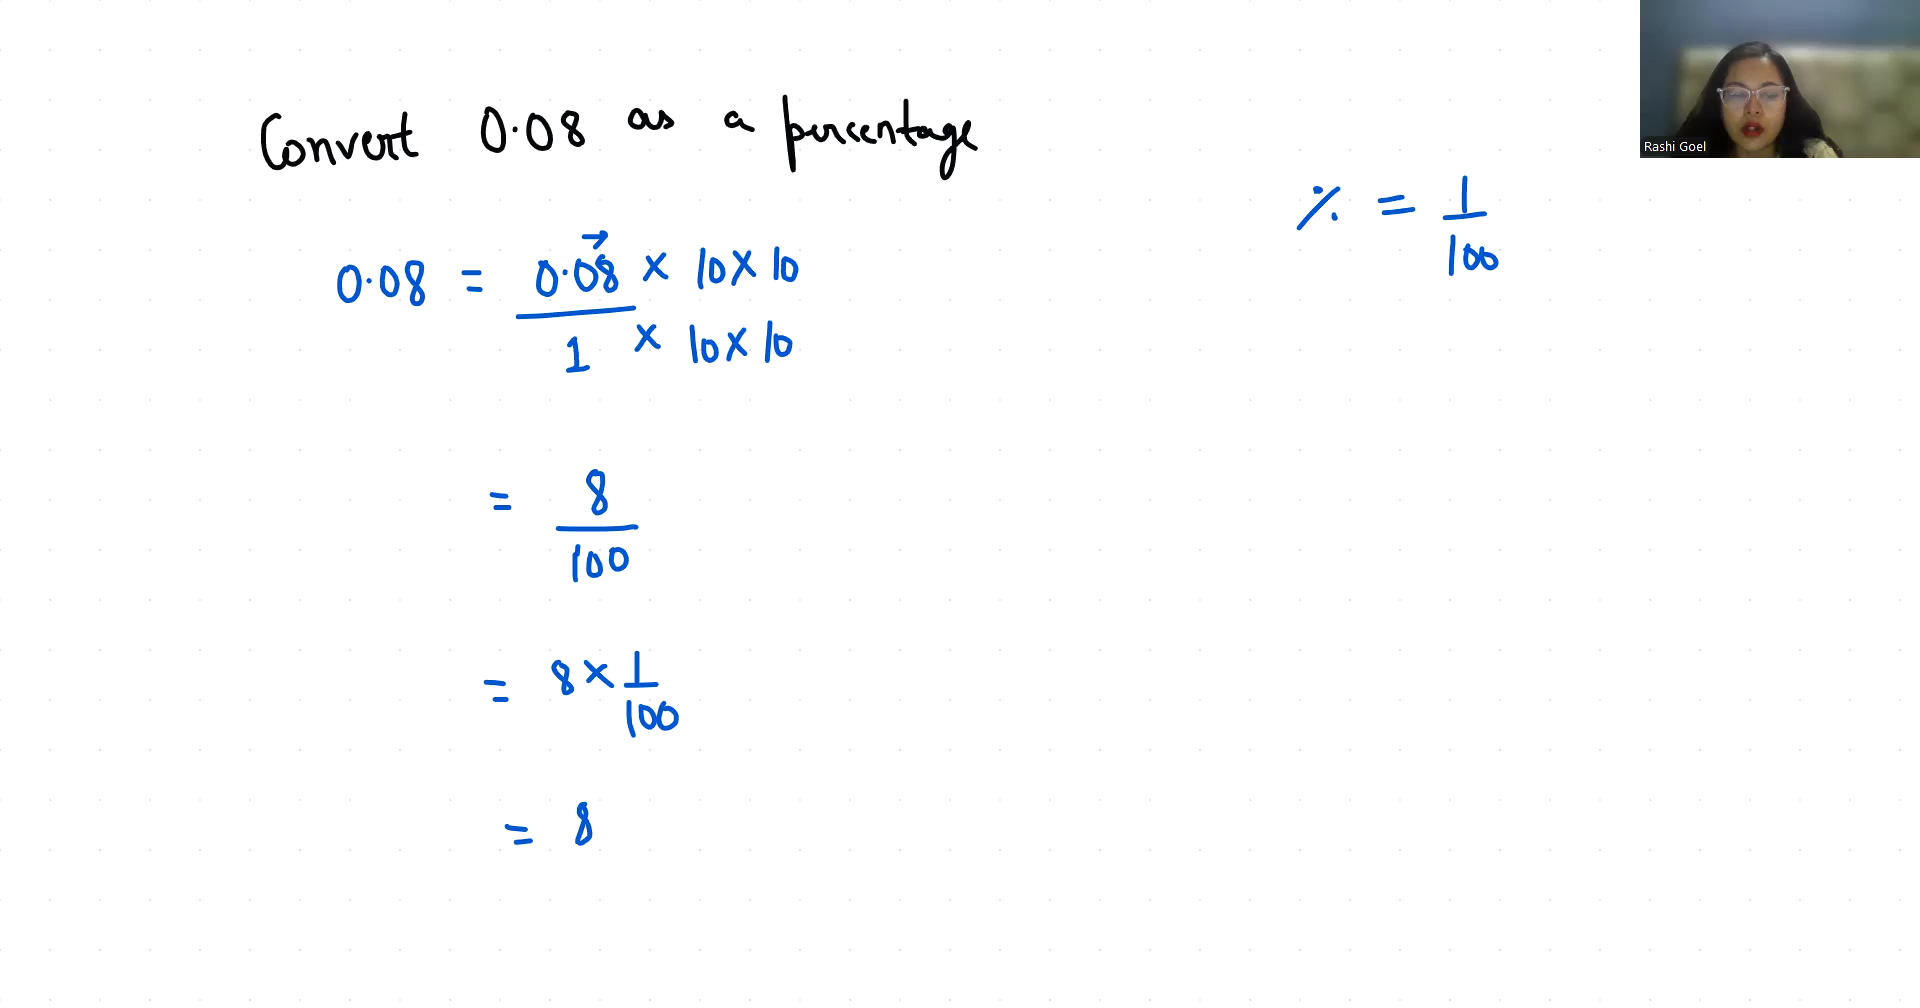 Convert 0.08 as a percentage
Rashi Goel
% = 1/100
0.08 = 0.08 × 10 × 10
1 × 10 × 10
= 8/100
= 8 × 1/100
= 8